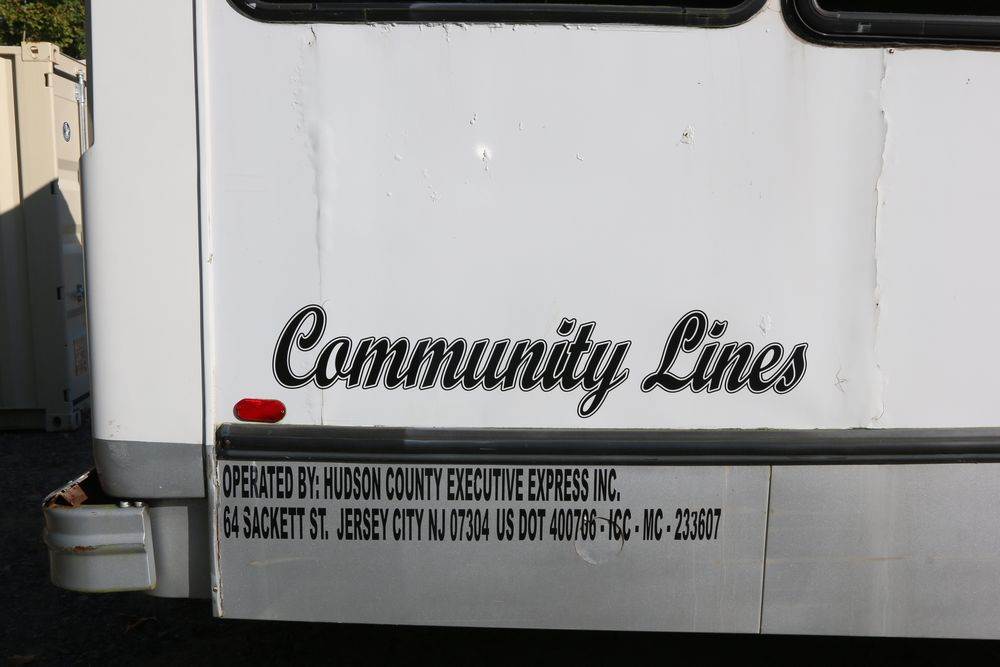 Community Lines
OPERATED BY: HUDSON COUNTY EXECUTIVE EXPRESS INC.
64 SACKETT ST. JERSEY CITY NJ 07304 US DOT 400706 - ICC - MC - 233607